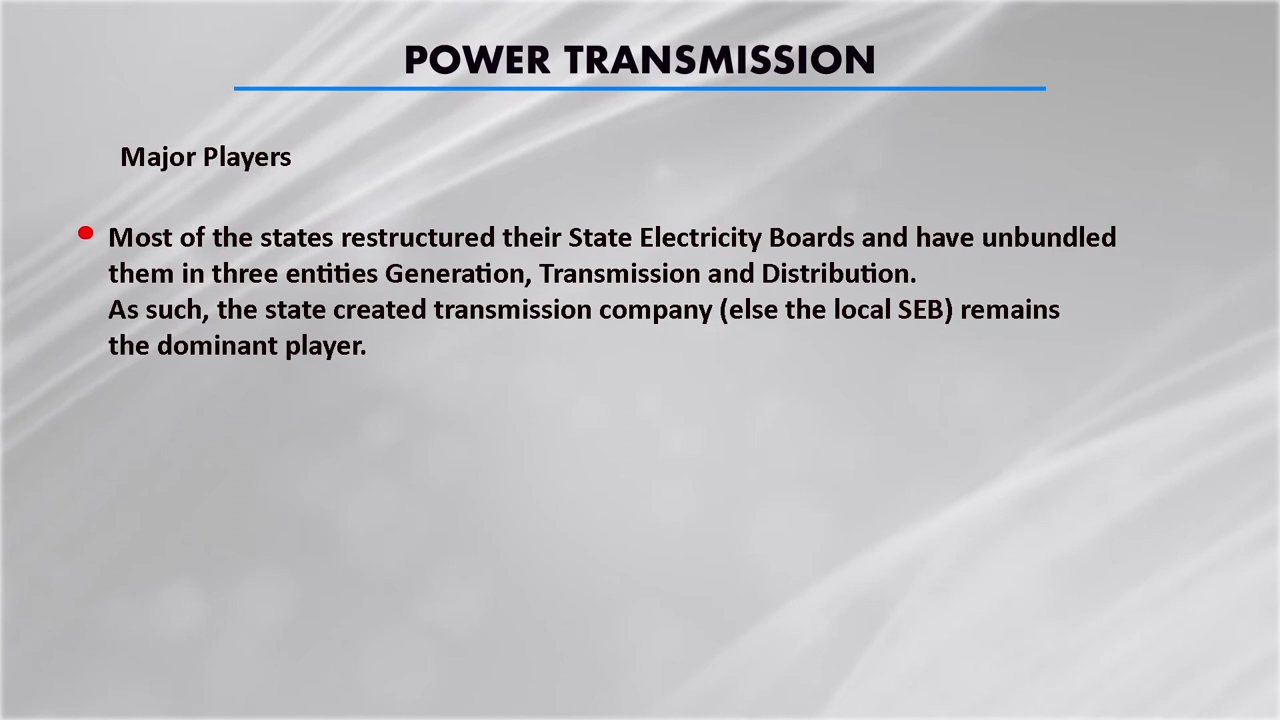 POWER TRANSMISSION
Major Players
Most of the states restructured their State Electricity Boards and have unbundled
them in three entities Generation, Transmission and Distribution.
As such, the state created transmission company (else the local SEB) remains
the dominant player.